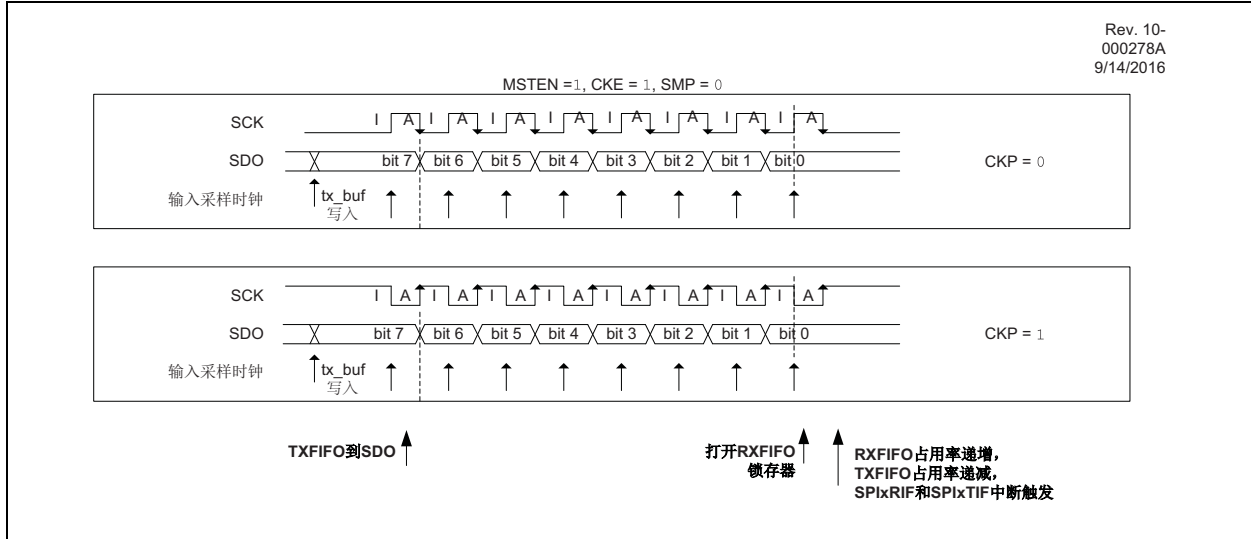 Rev. 10-
000278A
9/14/2016
MSTEN =1, CKE = 1, SMP = 0
SCK I A I A I A I A I A I A I A I A
SDO bit 7 bit 6 bit 5 bit 4 bit 3 bit 2 bit 1 bit 0 CKP = 0
输入采样时钟 tx_buf
写入
SCK I A I A I A I A I A I A I A I A
SDO bit 7 bit 6 bit 5 bit 4 bit 3 bit 2 bit 1 bit 0 CKP = 1
输入采样时钟 tx_buf
写入
TXFIFO到SDO
打开RXFIFO
锁存器
RXFIFO占用率递增，
TXFIFO占用率递减，
SPIxRIF和SPIxTIF中断触发